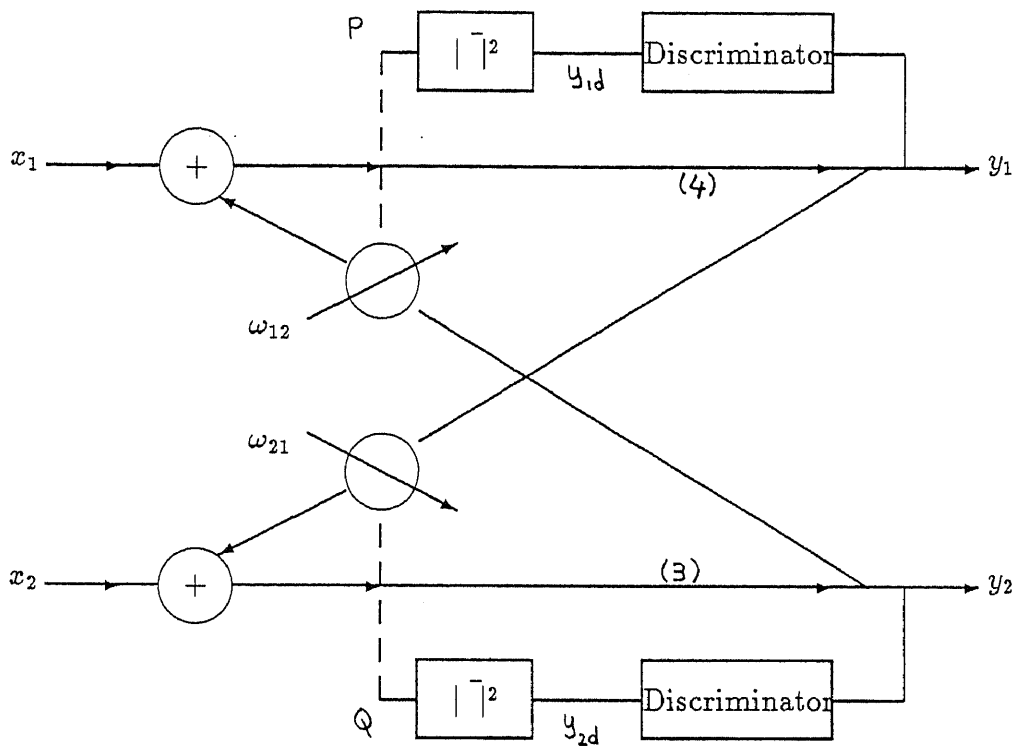 P
| ‾|²
y₁d
Discriminator
x₁
+
(4)
y₁
ω₁₂
ω₂₁
x₂
+
(3)
y₂
Q
| ‾|²
y₂d
Discriminator